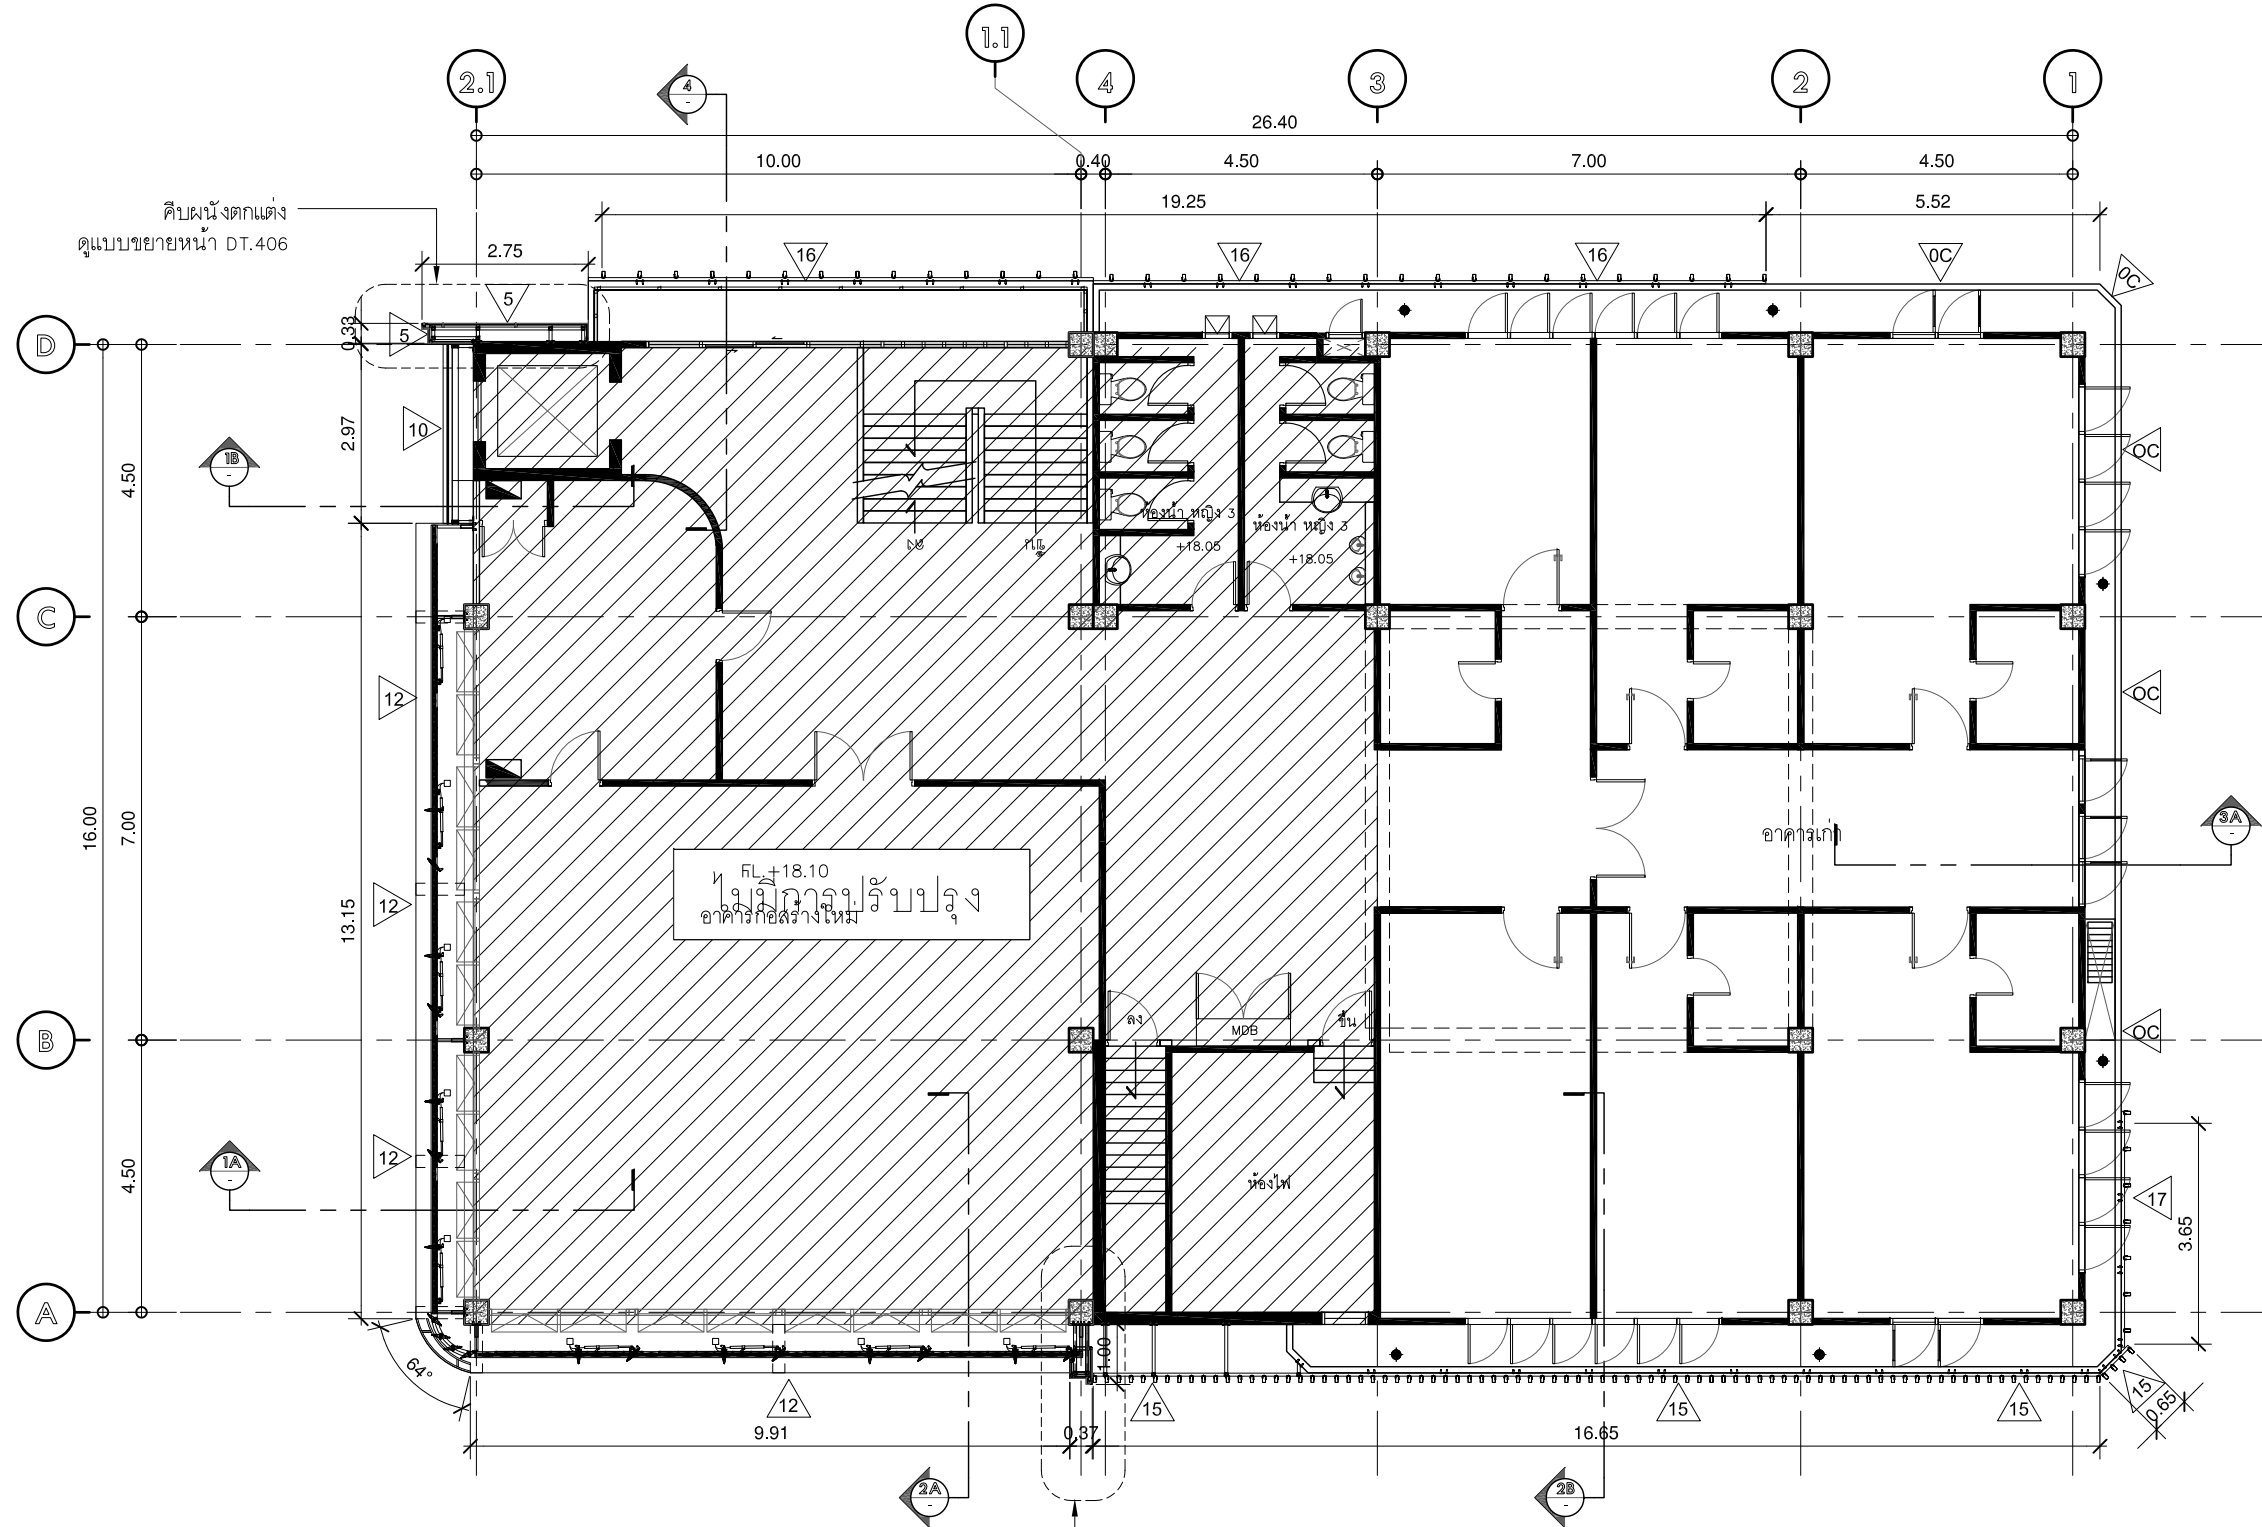 1.1
2.1
4
-
4
3
2
1
26.40
10.00
0.40
4.50
7.00
4.50
19.25
5.52
คิบผนังตกแต่ง
ดูแบบขยายหน้า DT.406
2.75
16
16
16
0C
0C
5
5
0.33
D
10
2.97
4.50
1B
-
OC
ลง
ขึ้น
ห้องน้ำ หญิง 3
+18.05
ห้องน้ำ หญิง 3
+18.05
C
12
OC
16.00
7.00
3A
-
อาคารเก่า
FL.+18.10
ไม่มีการปรับปรุง
อาคารก่อสร้างใหม่
12
13.15
ลง
MDB
ขึ้น
B
OC
12
1A
-
4.50
ห้องไฟ
17
3.65
A
64°
1.00
12
15
15
15
15
0.65
9.91
0.37
16.65
2A
-
2B
-